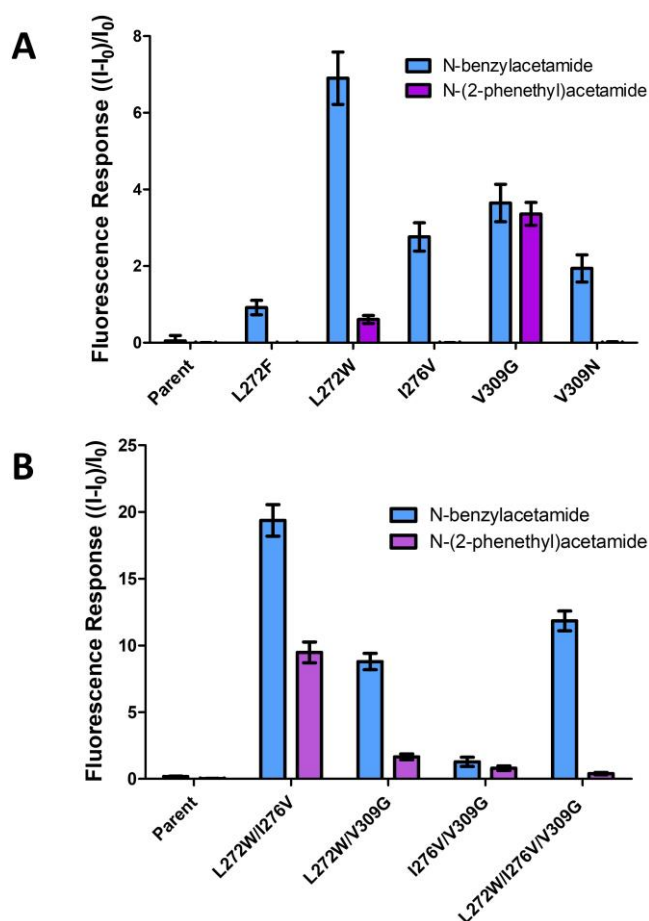 A
Fluorescence Response ((I-I₀)/I₀)
8
6
4
2
0
N-benzylacetamide
N-(2-phenethyl)acetamide
Parent
L272F
L272W
I276V
V309G
V309N
B
Fluorescence Response ((I-I₀)/I₀)
25
20
15
10
5
0
N-benzylacetamide
N-(2-phenethyl)acetamide
Parent
L272W/I276V
L272W/V309G
I276V/V309G
L272W/I276V/V309G